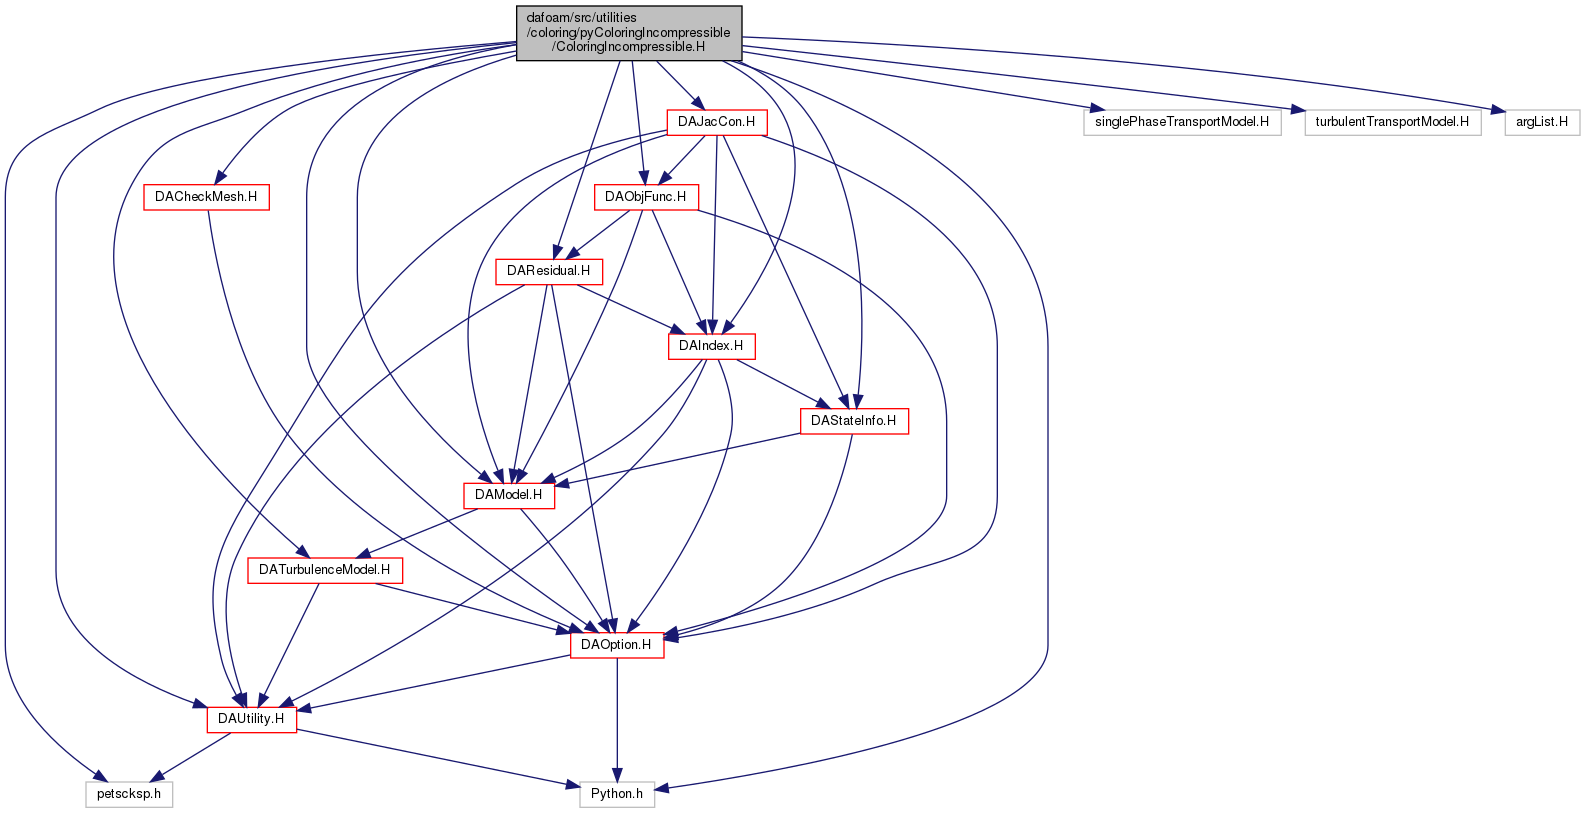 dafoam/src/utilities
/coloring/pyColoringIncompressible
/ColoringIncompressible.H
DAJacCon.H
singlePhaseTransportModel.H
turbulentTransportModel.H
argList.H
DACheckMesh.H
DAObjFunc.H
DAResidual.H
DAIndex.H
DAStateInfo.H
DAModel.H
DATurbulenceModel.H
DAOption.H
DAUtility.H
petscksp.h
Python.h